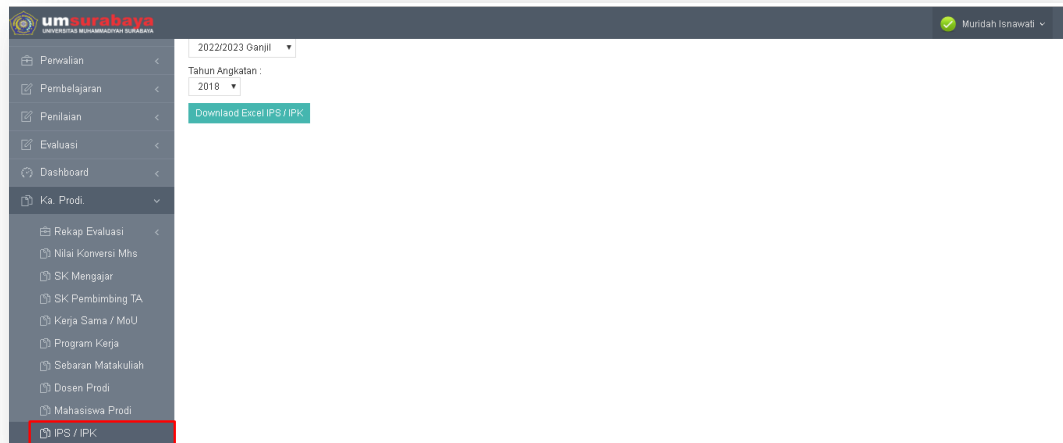 umsurabaya
UNIVERSITAS MUHAMMADIYAH SURABAYA
Muridah Isnawati
Perwalian
Pembelajaran
Penilaian
Evaluasi
Dashboard
Ka. Prodi.
Rekap Evaluasi
Nilai Konversi Mhs
SK Mengajar
SK Pembimbing TA
Kerja Sama / MoU
Program Kerja
Sebaran Matakuliah
Dosen Prodi
Mahasiswa Prodi
IPS / IPK
2022/2023 Ganjil
Tahun Angkatan :
2018
Downlaod Excel IPS / IPK